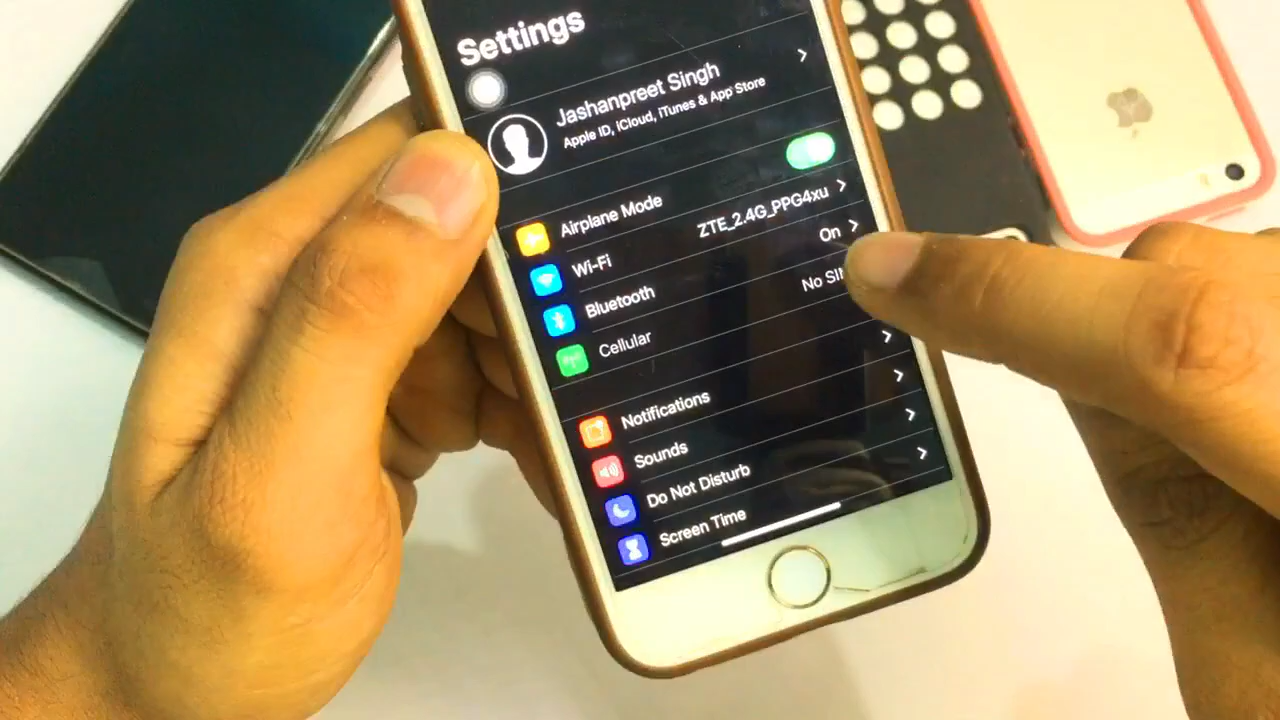 Settings
Jashanpreet Singh
Apple ID, iCloud, iTunes & App Store
Airplane Mode
Wi-Fi ZTE_2.4G_PPG4xu
Bluetooth On
Cellular No
Notifications
Sounds
Do Not Disturb
Screen Time